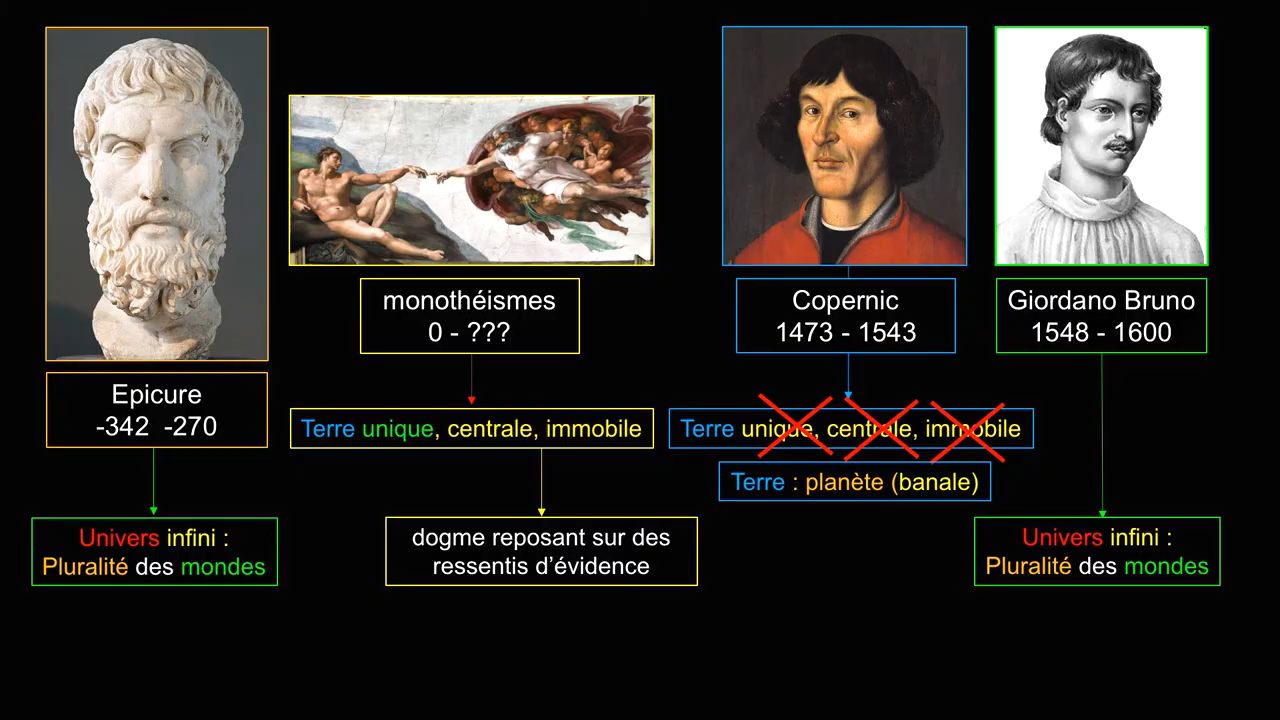 Epicure
-342 -270
Univers infini :
Pluralité des mondes
monothéismes
0 - ???
Terre unique, centrale, immobile
dogme reposant sur des
ressentis d’évidence
Copernic
1473 - 1543
Terre unique, centrale, immobile
Terre : planète (banale)
Giordano Bruno
1548 - 1600
Univers infini :
Pluralité des mondes